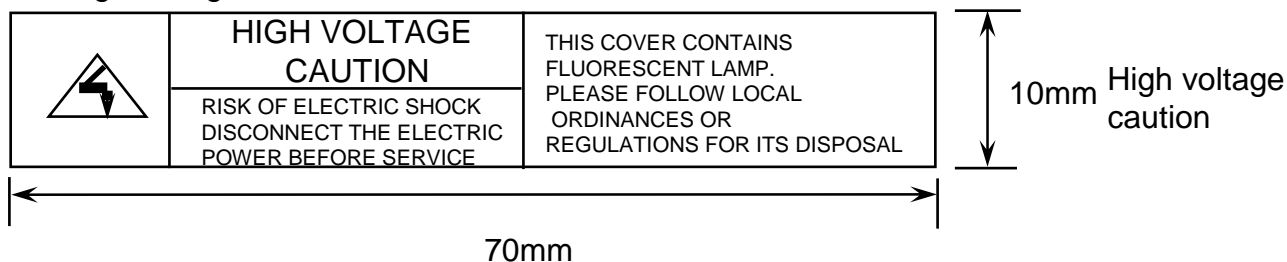 HIGH VOLTAGE
CAUTION
RISK OF ELECTRIC SHOCK
DISCONNECT THE ELECTRIC
POWER BEFORE SERVICE
THIS COVER CONTAINS
FLUORESCENT LAMP.
PLEASE FOLLOW LOCAL
ORDINANCES OR
REGULATIONS FOR ITS DISPOSAL
10mm
High voltage
caution
70mm